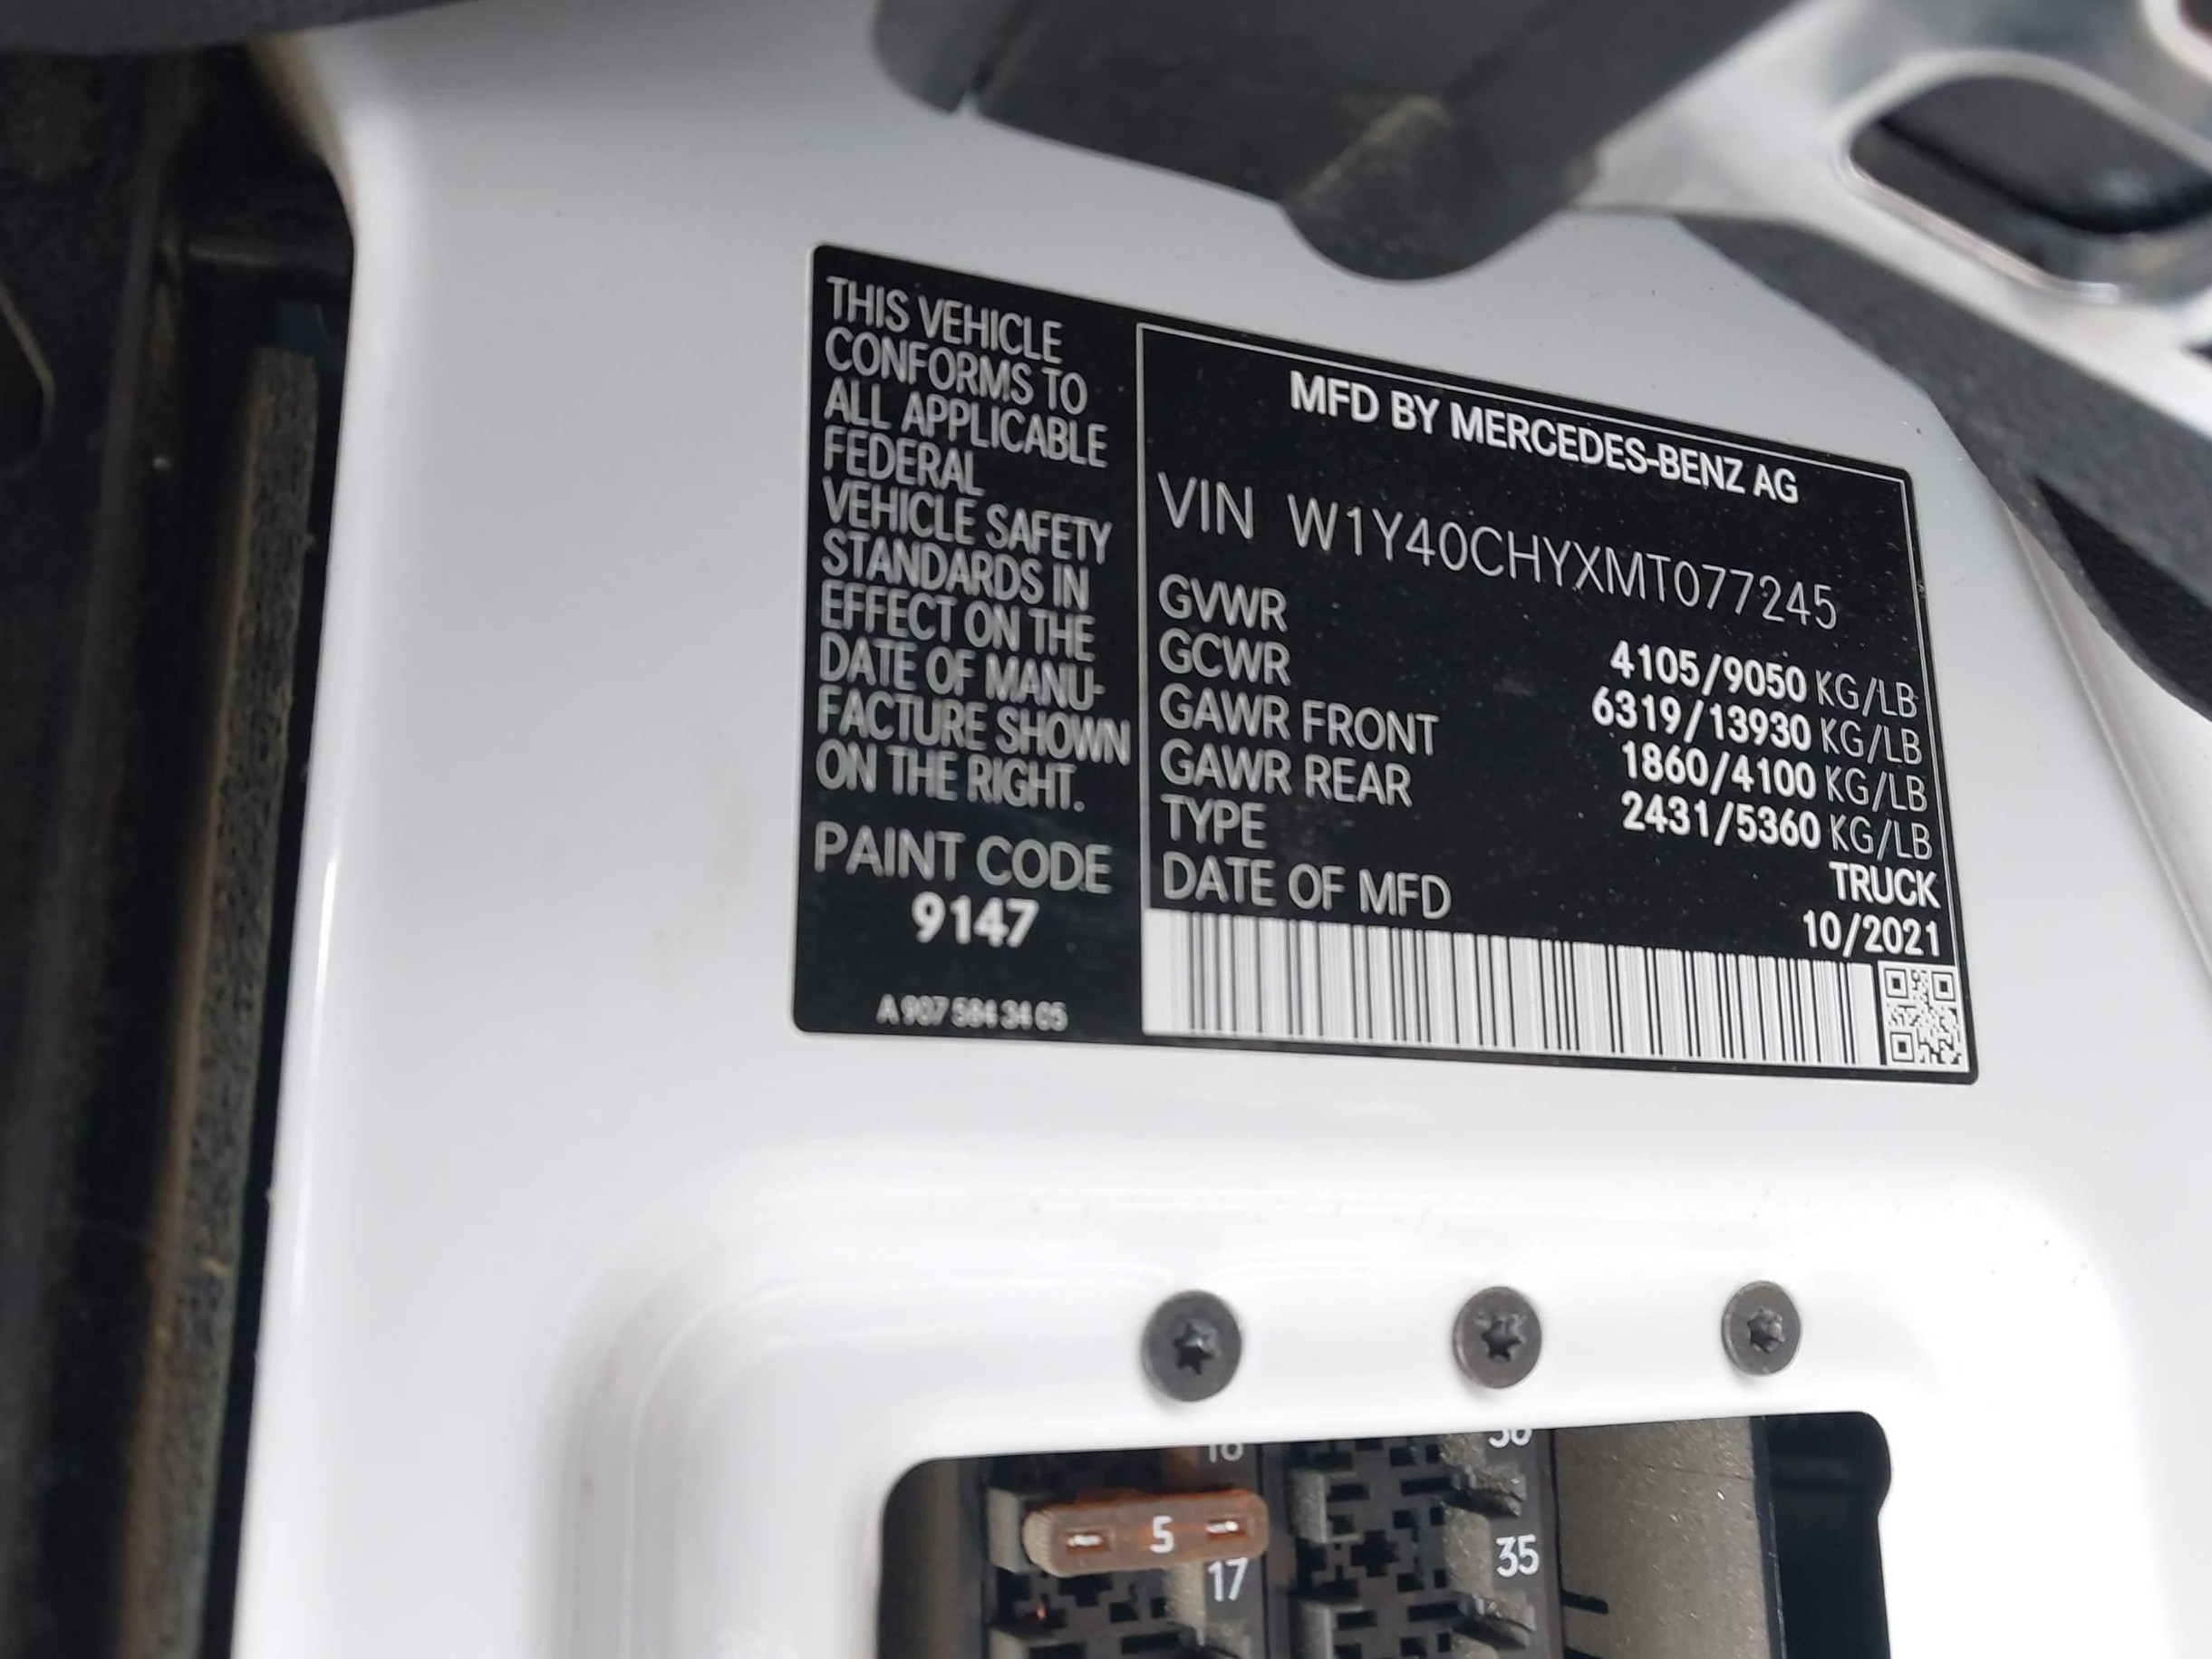 THIS VEHICLE
CONFORMS TO
ALL APPLICABLE
FEDERAL
VEHICLE SAFETY
STANDARDS IN
EFFECT ON THE
DATE OF MANU-
FACTURE SHOWN
ON THE RIGHT.
PAINT CODE
9147
A 907 584 34 05
MFD BY MERCEDES-BENZ AG
VIN W1Y40CHYXMT077245
GVWR 4105/9050 KG/LB
GCWR 6319/13930 KG/LB
GAWR FRONT 1860/4100 KG/LB
GAWR REAR 2431/5360 KG/LB
TYPE TRUCK
DATE OF MFD 10/2021
5
17
35